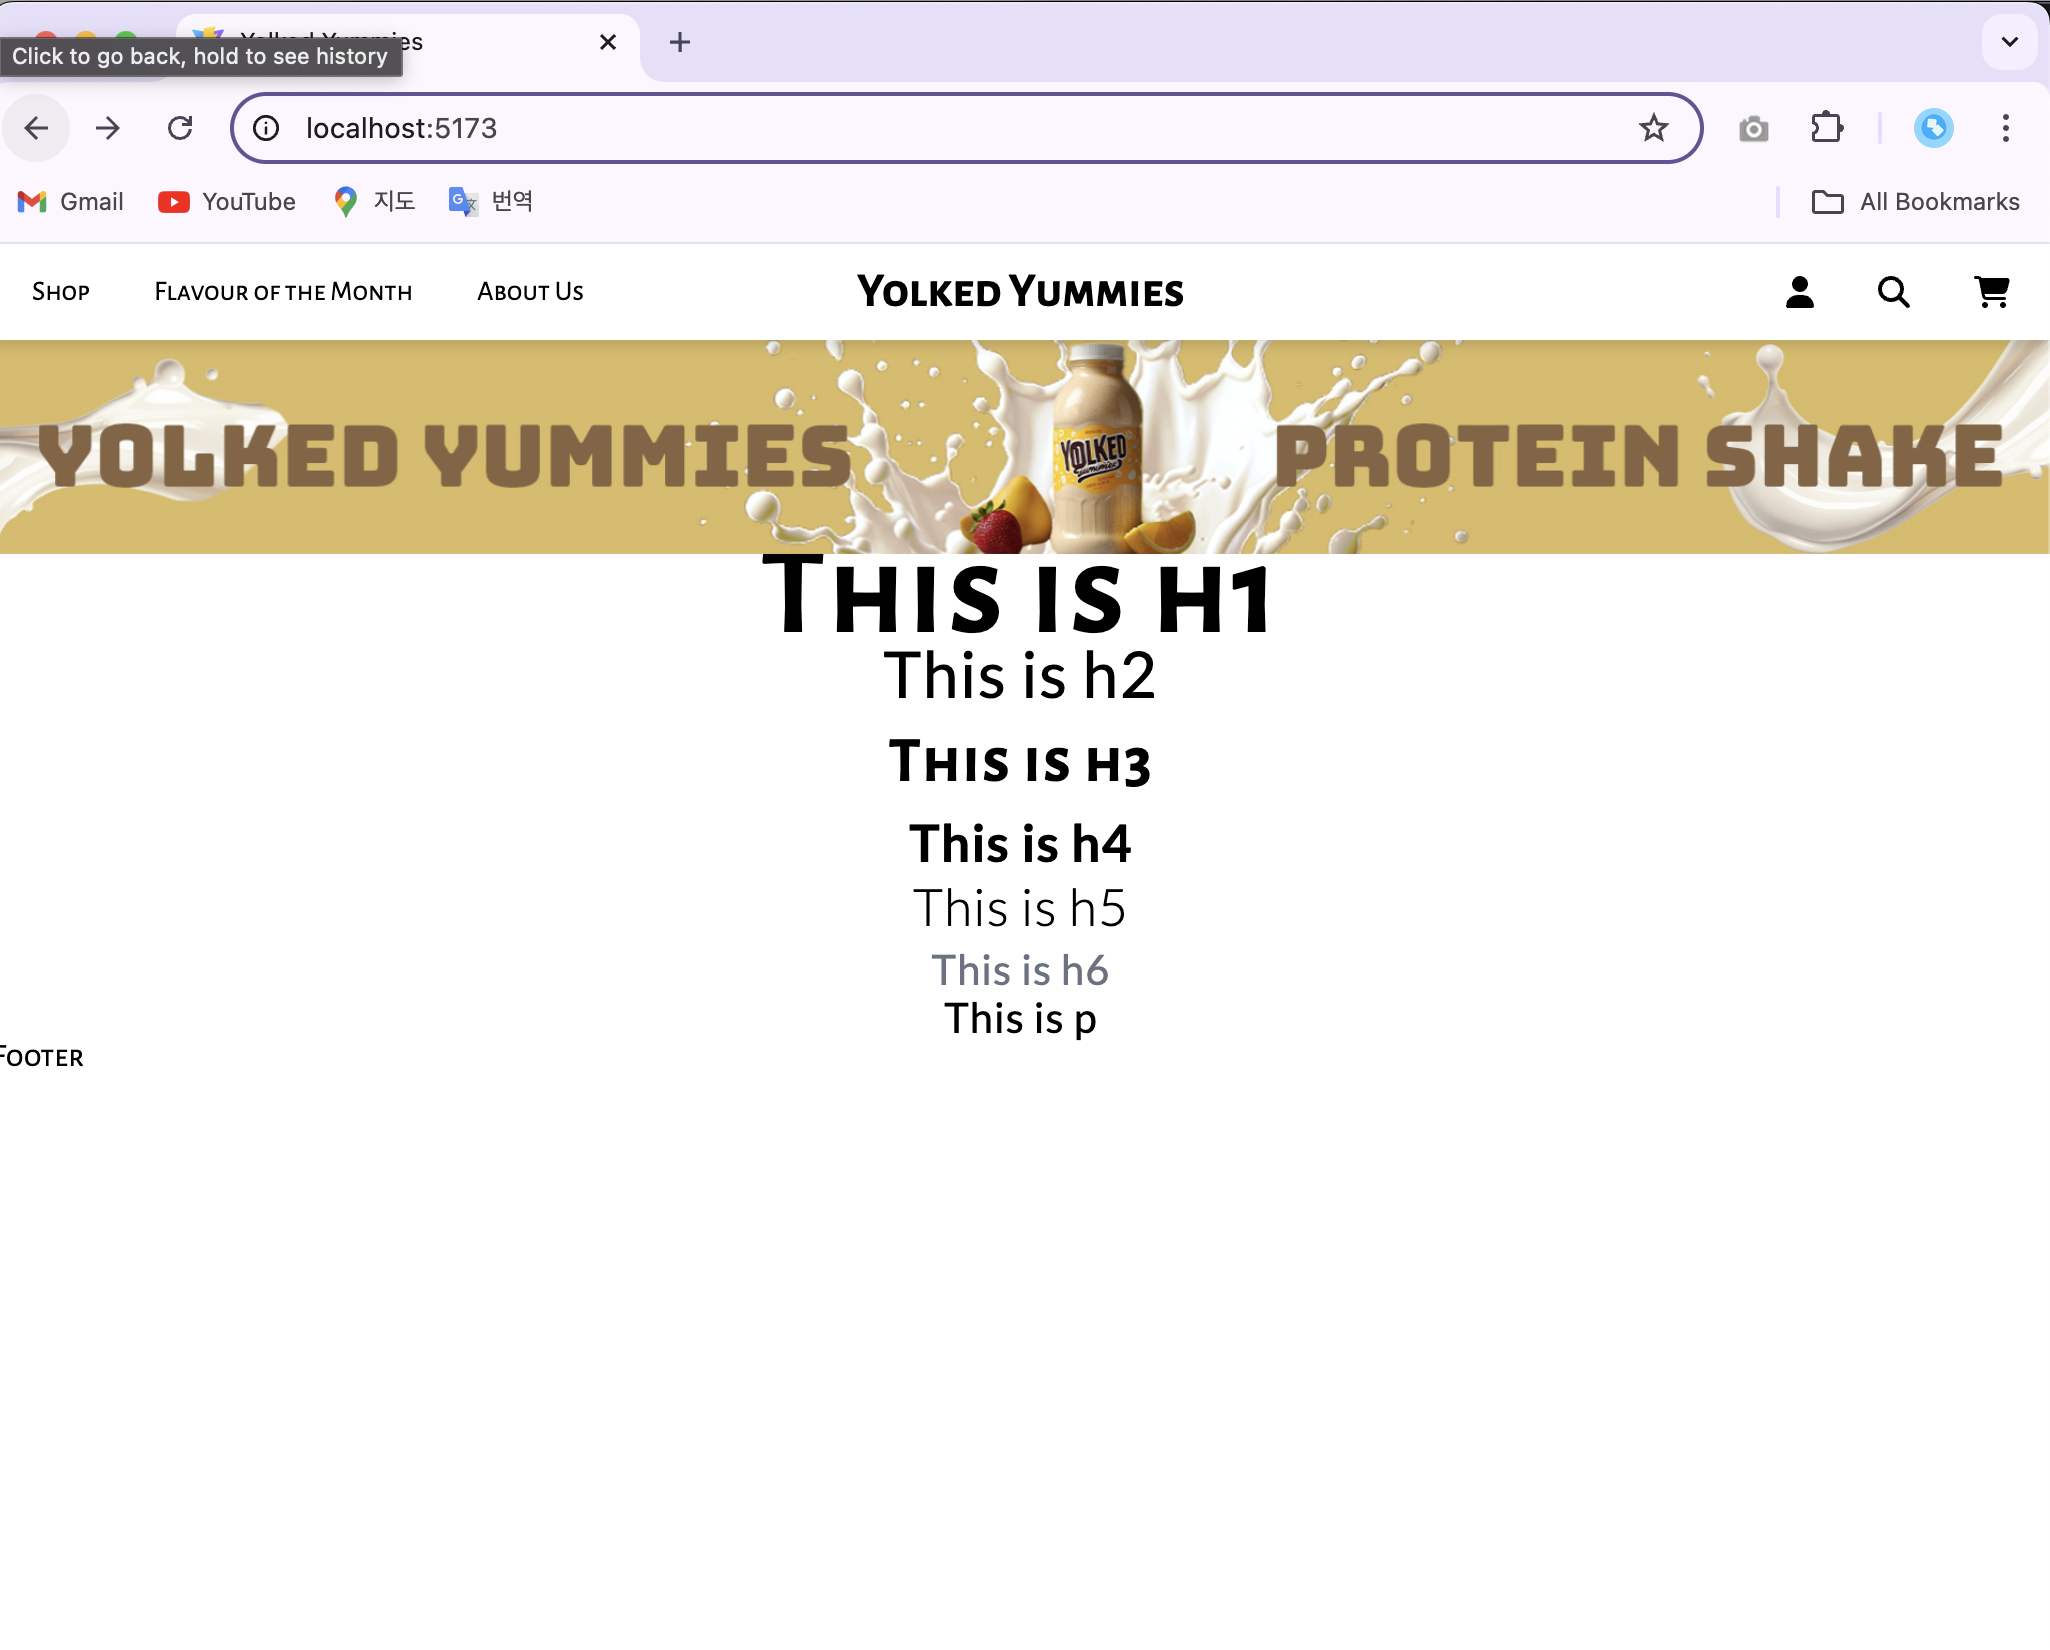 Yolked Yummies
Click to go back, hold to see history
localhost:5173
Gmail YouTube 지도 번역 All Bookmarks
Shop Flavour of the Month About Us Yolked Yummies
YOLKED YUMMIES YOLKED yummies PROTEIN SHAKE
This is h1
This is h2
This is h3
This is h4
This is h5
This is h6
This is p
Footer